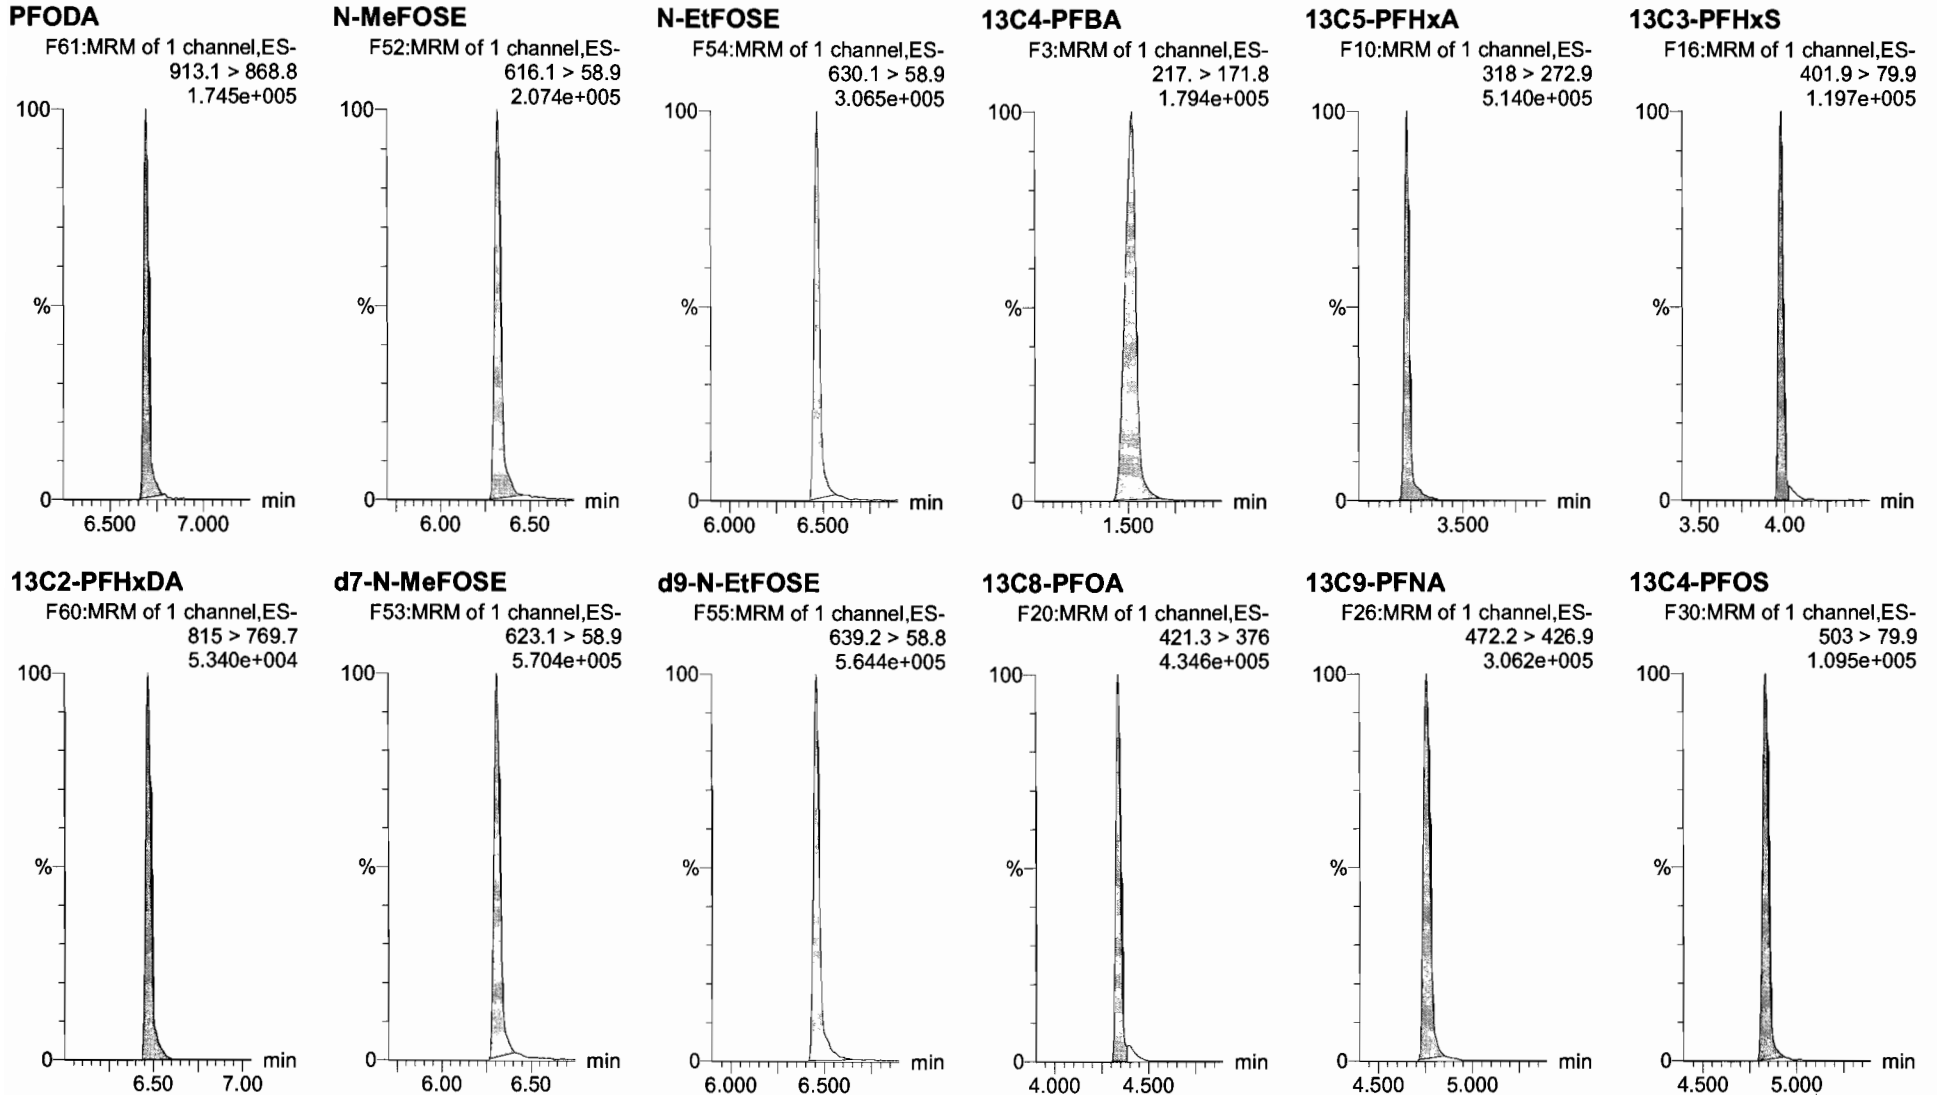 PFODA
F61:MRM of 1 channel,ES-
913.1 > 868.8
1.745e+005
100
%
0
6.500 7.000 min
N-MeFOSE
F52:MRM of 1 channel,ES-
616.1 > 58.9
2.074e+005
100
%
0
6.00 6.50 min
N-EtFOSE
F54:MRM of 1 channel,ES-
630.1 > 58.9
3.065e+005
100
%
0
6.000 6.500 min
13C4-PFBA
F3:MRM of 1 channel,ES-
217. > 171.8
1.794e+005
100
%
0
1.500 min
13C5-PFHxA
F10:MRM of 1 channel,ES-
318 > 272.9
5.140e+005
100
%
0
3.500 min
13C3-PFHxS
F16:MRM of 1 channel,ES-
401.9 > 79.9
1.197e+005
100
%
0
3.50 4.00 min
13C2-PFHxDA
F60:MRM of 1 channel,ES-
815 > 769.7
5.340e+004
100
%
0
6.50 7.00 min
d7-N-MeFOSE
F53:MRM of 1 channel,ES-
623.1 > 58.9
5.704e+005
100
%
0
6.00 6.50 min
d9-N-EtFOSE
F55:MRM of 1 channel,ES-
639.2 > 58.8
5.644e+005
100
%
0
6.000 6.500 min
13C8-PFOA
F20:MRM of 1 channel,ES-
421.3 > 376
4.346e+005
100
%
0
4.000 4.500 min
13C9-PFNA
F26:MRM of 1 channel,ES-
472.2 > 426.9
3.062e+005
100
%
0
4.500 5.000 min
13C4-PFOS
F30:MRM of 1 channel,ES-
503 > 79.9
1.095e+005
100
%
0
4.500 5.000 min